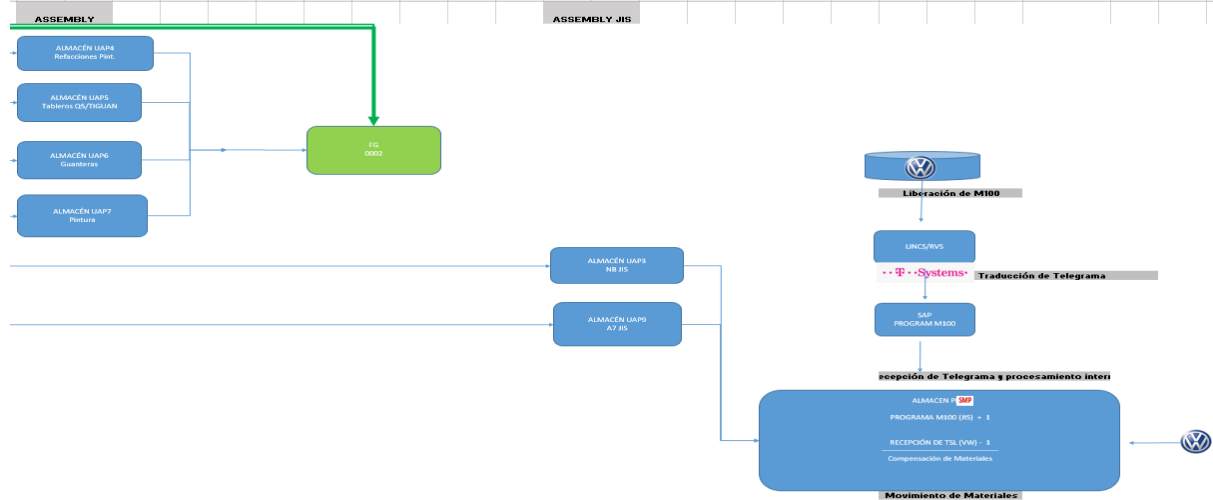 ASSEMBLY
ASSEMBLY JIS
ALMACÉN UAP4
Refacciones Pint.
ALMACÉN UAP5
Tableros Q5/TIGUAN
ALMACÉN UAP6
Guanteras
ALMACÉN UAP7
Pintura
FG
0002
Liberación de M100
LINCS/RVS
··T··Systems·
Traducción de Telegrama
SAP
PROGRAM M100
ALMACÉN UAP3
NB JIS
ALMACÉN UAP9
A7 JIS
ecepción de Telegrama y procesamiento inter
ALMACEN P
SMP
PROGRAMA M100 (RS) + 1
RECEPCIÓN DE TSL (VW) - 1
Compensación de Materiales
Movimiento de Materiales